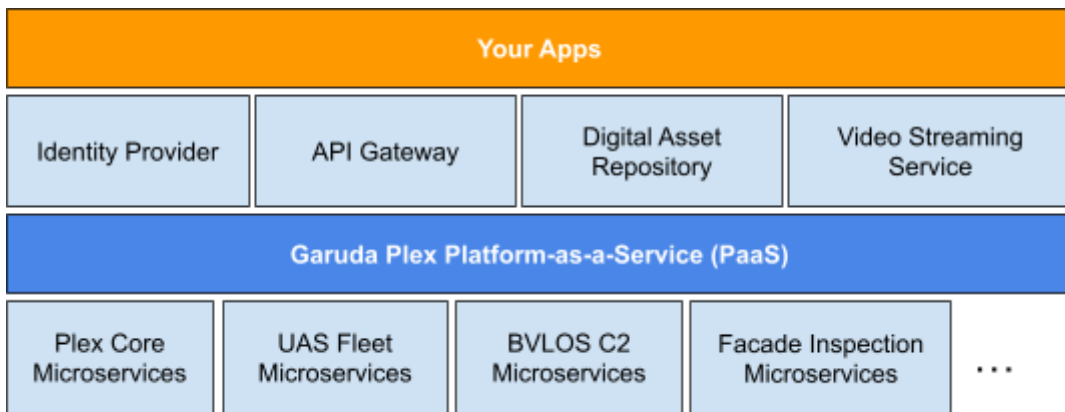 Your Apps
Identity Provider
API Gateway
Digital Asset
Repository
Video Streaming
Service
Garuda Plex Platform-as-a-Service (PaaS)
Plex Core
Microservices
UAS Fleet
Microservices
BVLOS C2
Microservices
Facade Inspection
Microservices
...